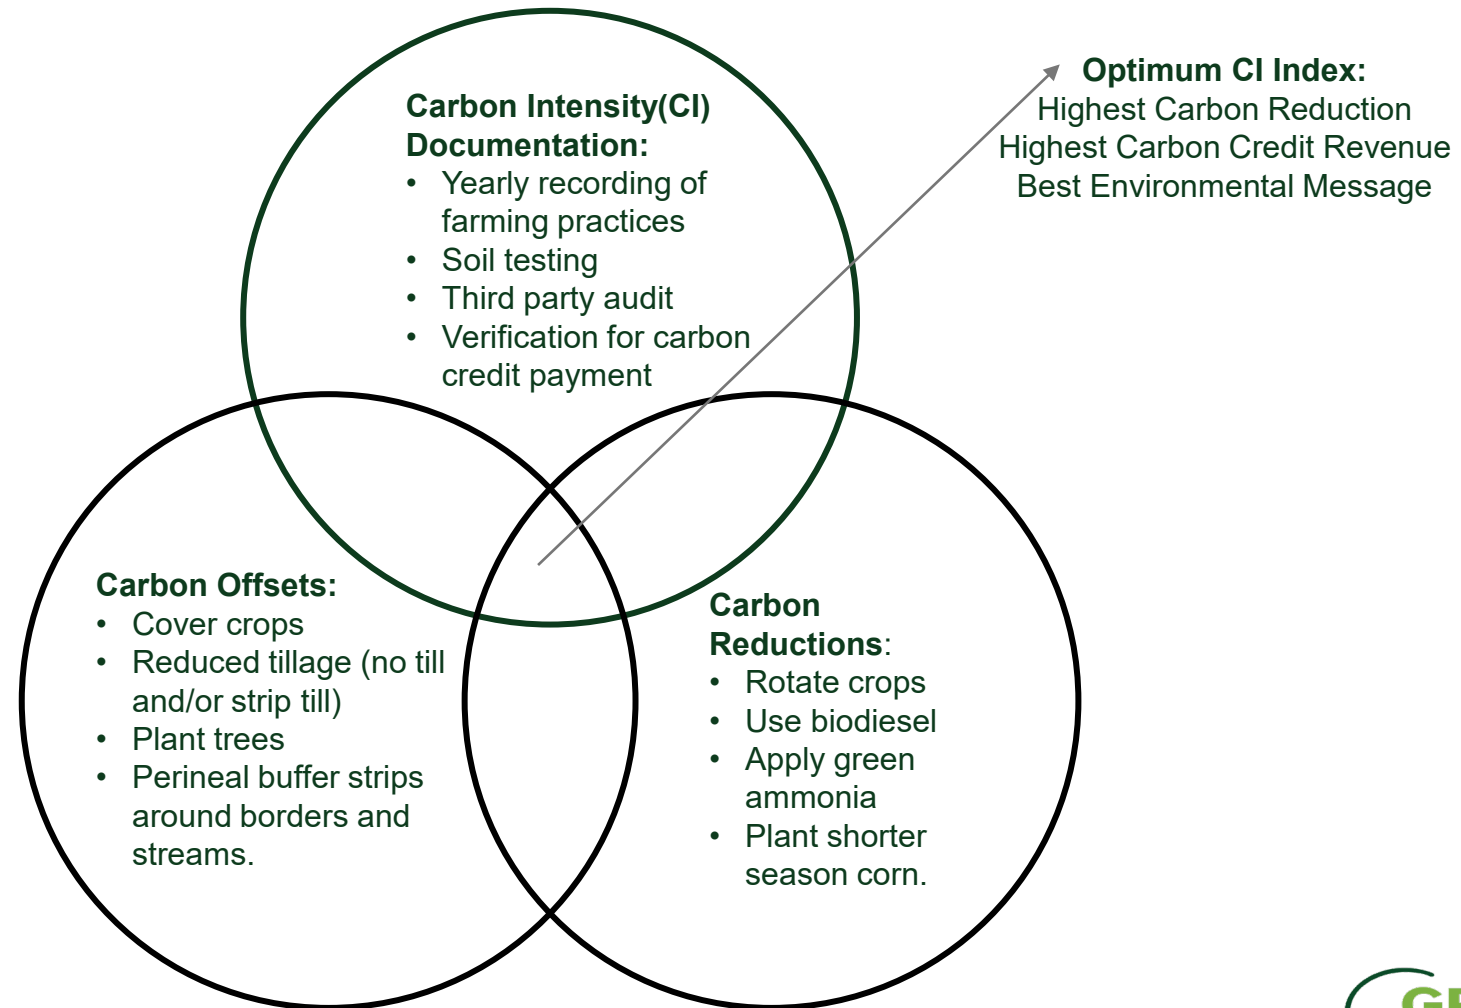 Carbon Intensity(CI)
Documentation:
• Yearly recording of
farming practices
• Soil testing
• Third party audit
• Verification for carbon
credit payment
Optimum CI Index:
Highest Carbon Reduction
Highest Carbon Credit Revenue
Best Environmental Message
Carbon Offsets:
• Cover crops
• Reduced tillage (no till
and/or strip till)
• Plant trees
• Perineal buffer strips
around borders and
streams.
Carbon
Reductions:
• Rotate crops
• Use biodiesel
• Apply green
ammonia
• Plant shorter
season corn.